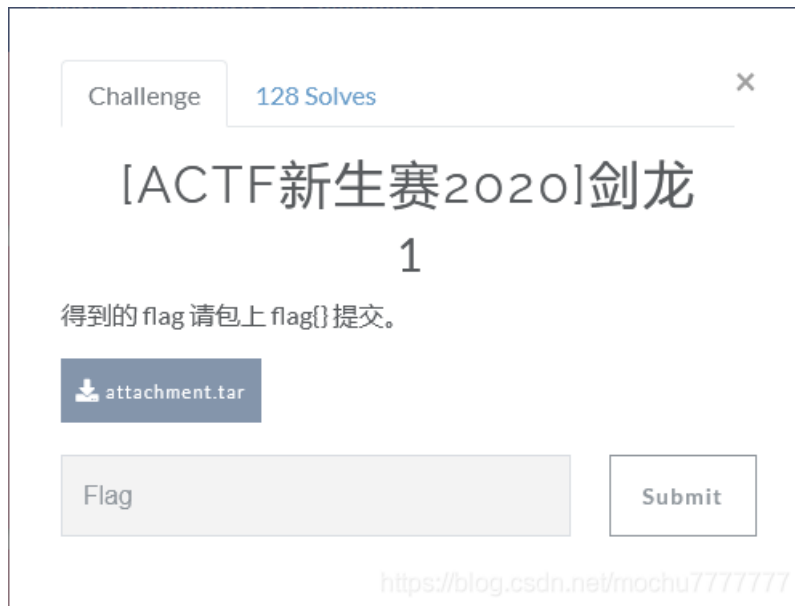 Challenge
128 Solves
×
[ACTF新生赛2020]剑龙
1
得到的 flag 请包上 flag{} 提交。
attachment.tar
Flag
Submit
https://blog.csdn.net/mochu7777777